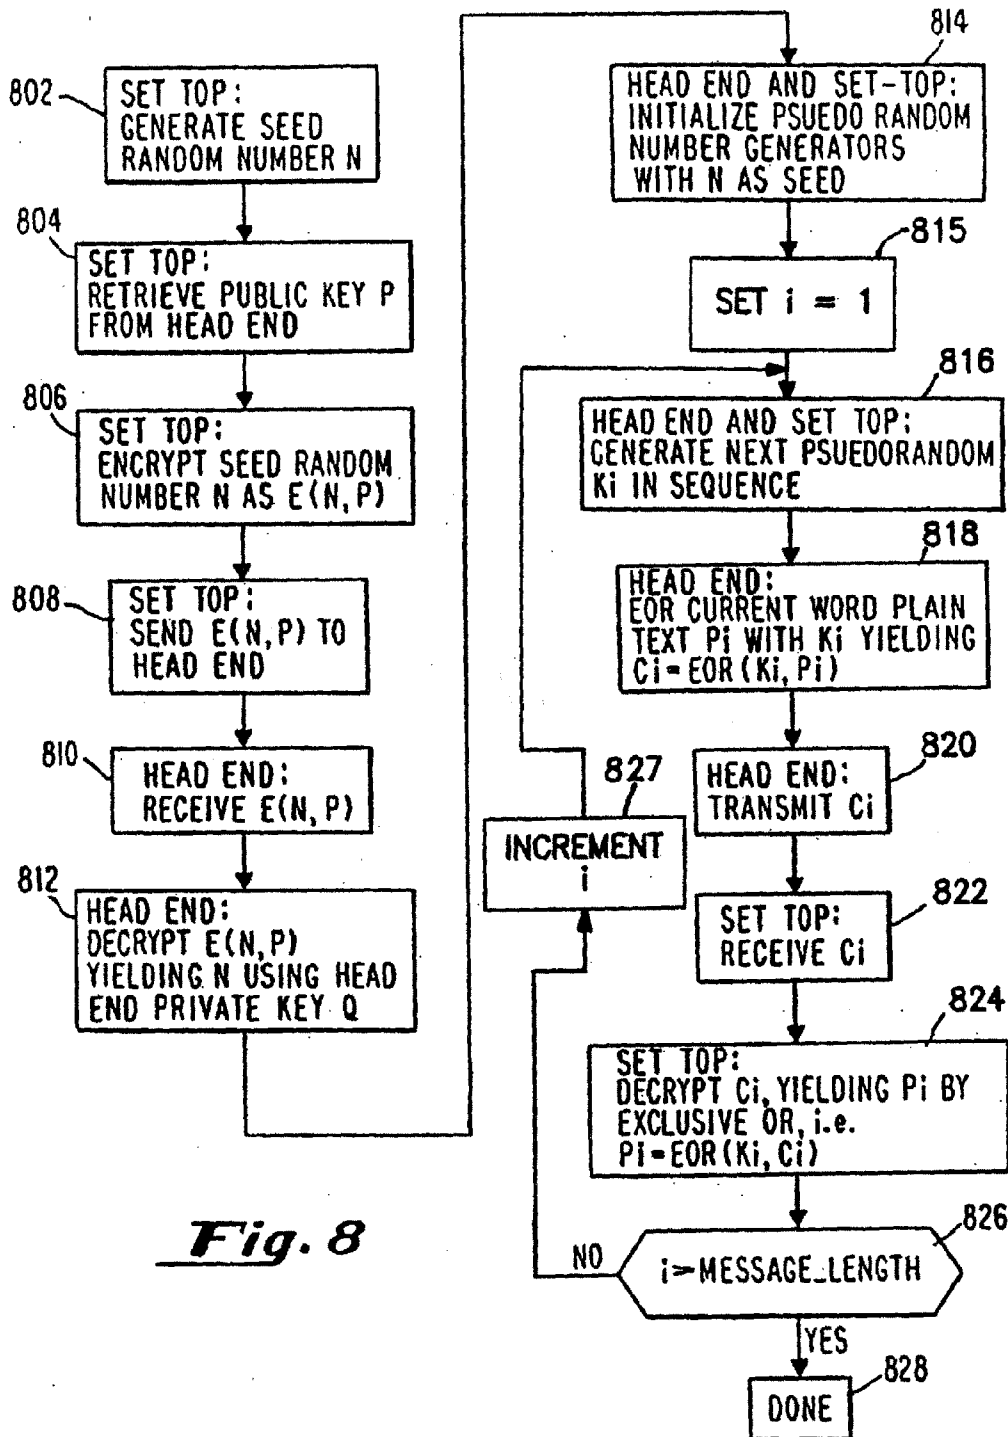 802
SET TOP:
GENERATE SEED
RANDOM NUMBER N
804
SET TOP:
RETRIEVE PUBLIC KEY P
FROM HEAD END
806
SET TOP:
ENCRYPT SEED RANDOM
NUMBER N AS E(N,P)
808
SET TOP:
SEND E(N,P) TO
HEAD END
810
HEAD END:
RECEIVE E(N,P)
812
HEAD END:
DECRYPT E(N,P)
YIELDING N USING HEAD
END PRIVATE KEY Q
814
HEAD END AND SET-TOP:
INITIALIZE PSUEDO RANDOM
NUMBER GENERATORS
WITH N AS SEED
815
SET i = 1
816
HEAD END AND SET TOP:
GENERATE NEXT PSUEDORANDOM
Ki IN SEQUENCE
818
HEAD END:
EOR CURRENT WORD PLAIN
TEXT Pi WITH Ki YIELDING
Ci=EOR(Ki,Pi)
820
HEAD END:
TRANSMIT Ci
822
SET TOP:
RECEIVE Ci
824
SET TOP:
DECRYPT Ci, YIELDING Pi BY
EXCLUSIVE OR, i.e.
Pi=EOR(Ki,Ci)
826
i>MESSAGE_LENGTH
NO
827
INCREMENT
i
YES
828
DONE
Fig. 8